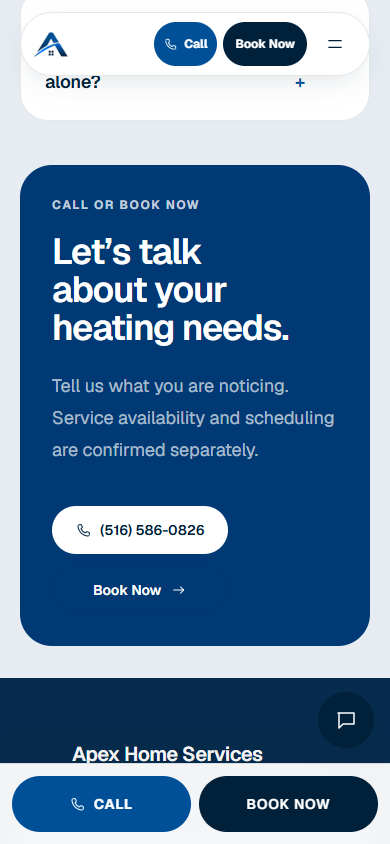 Call
Book Now
alone?
+
CALL OR BOOK NOW
Let’s talk
about your
heating needs.
Tell us what you are noticing.
Service availability and scheduling
are confirmed separately.
(516) 586-0826
Book Now →
Apex Home Services
CALL
BOOK NOW